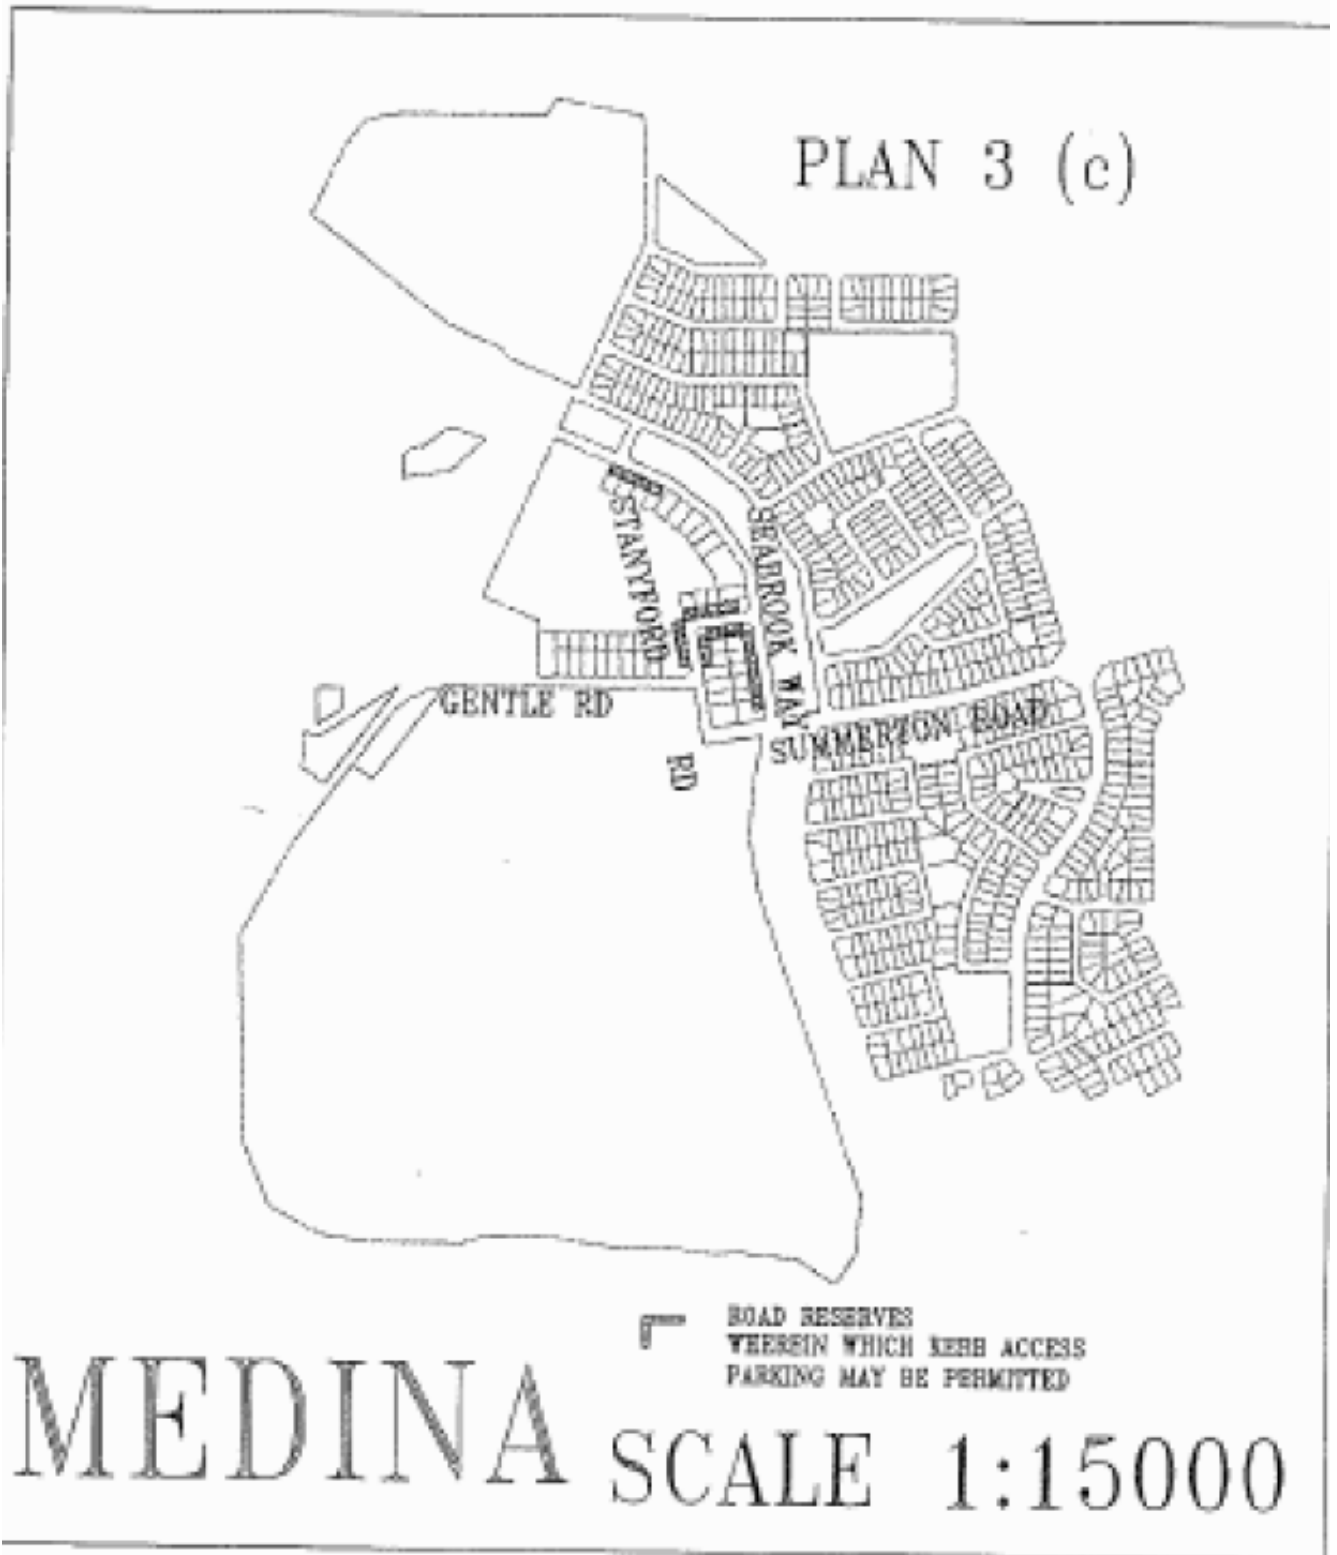 PLAN 3 (c)
STANYFORD
SEABROOK WAY
GENTLE RD
SUMMERTON ROAD
RD
ROAD RESERVES
WHEREIN WHICH KERB ACCESS
PARKING MAY BE PERMITTED
MEDINA
SCALE 1:15000